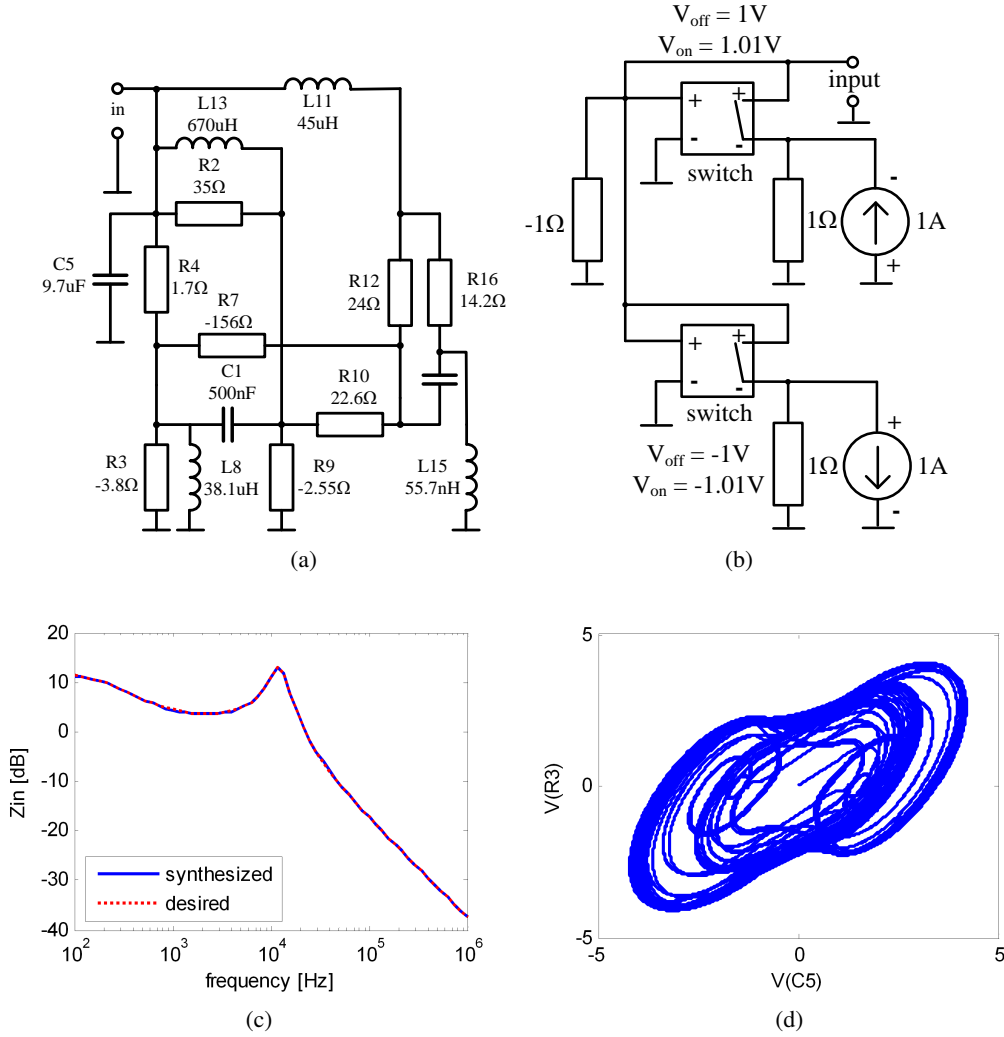 in
L13
670uH
L11
45uH
R2
35Ω
C5
9.7uF
R4
1.7Ω
R12
24Ω
R16
14.2Ω
R7
-156Ω
C1
500nF
R10
22.6Ω
R3
-3.8Ω
L8
38.1uH
R9
-2.55Ω
L15
55.7nH
(a)
V_off = 1V
V_on = 1.01V
input
+
-
+
-
switch
-1Ω
1Ω
-
1A
+
+
-
+
-
switch
V_off = -1V
V_on = -1.01V
1Ω
+
1A
-
(b)
20
10
0
-10
-20
-30
-40
Zin [dB]
synthesized
desired
10^2
10^3
10^4
10^5
10^6
frequency [Hz]
(c)
5
0
-5
V(R3)
-5
0
5
V(C5)
(d)